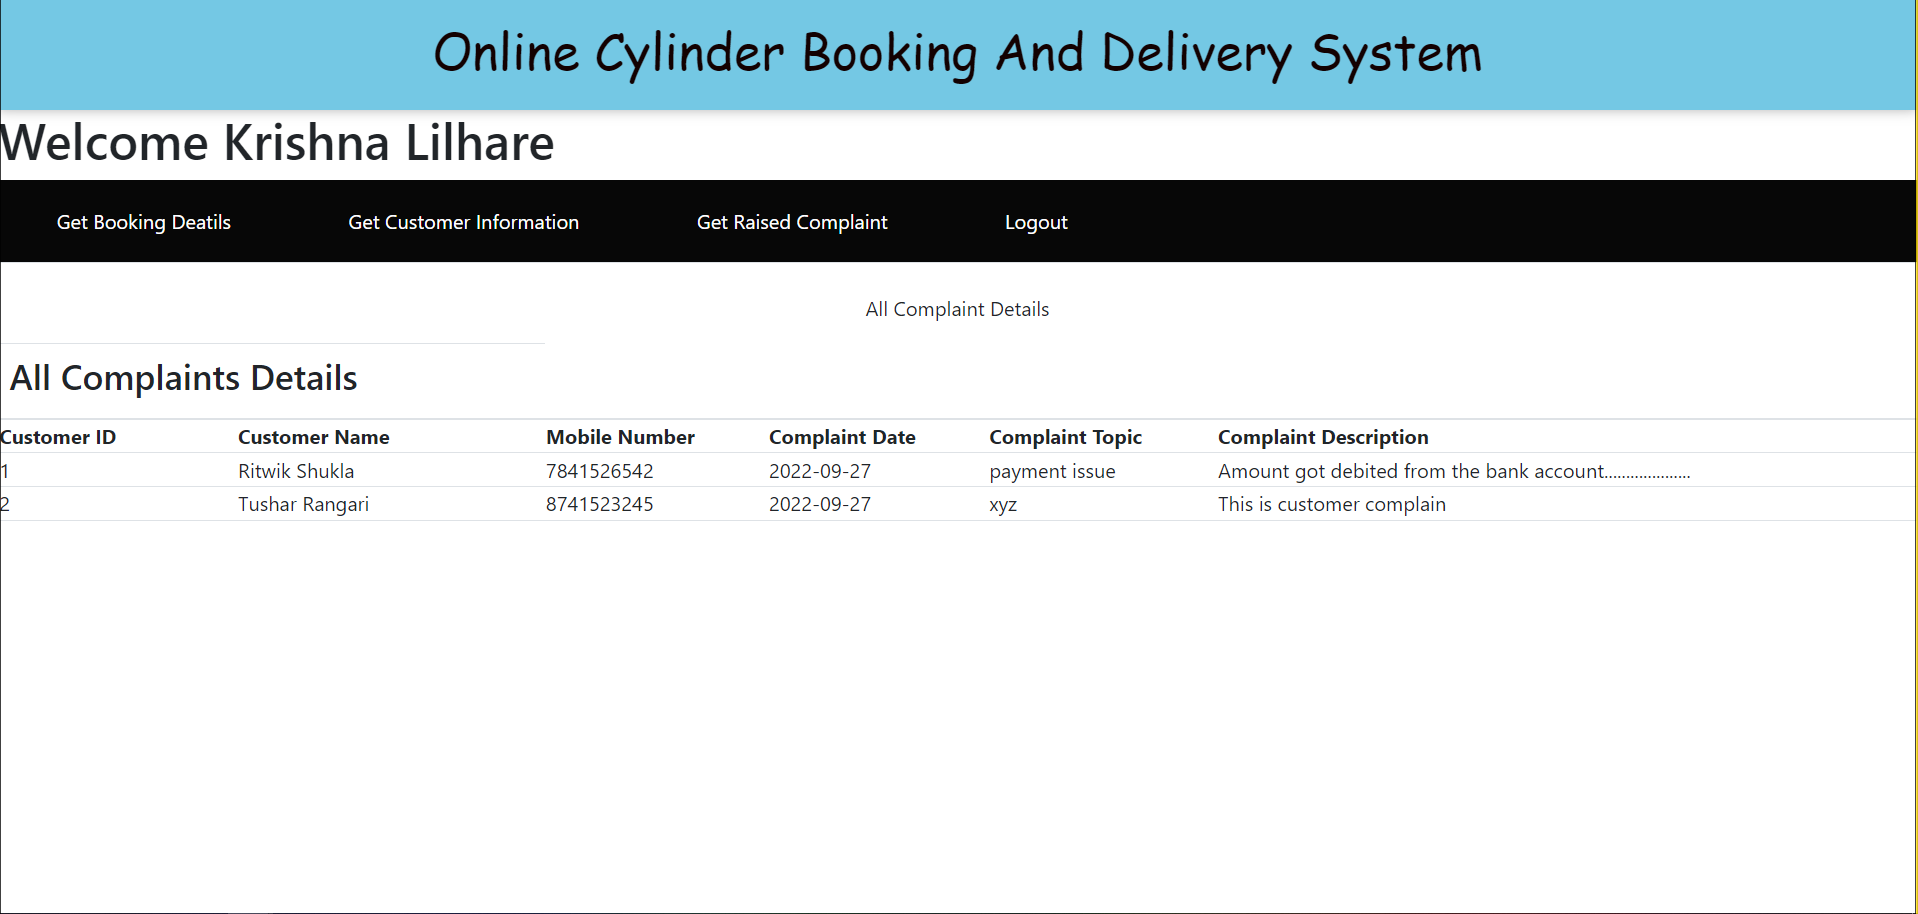 Online Cylinder Booking And Delivery System
Welcome Krishna Lilhare
Get Booking Deatils Get Customer Information Get Raised Complaint Logout
All Complaint Details
All Complaints Details
Customer ID Customer Name Mobile Number Complaint Date Complaint Topic Complaint Description
1 Ritwik Shukla 7841526542 2022-09-27 payment issue Amount got debited from the bank account....................
2 Tushar Rangari 8741523245 2022-09-27 xyz This is customer complain